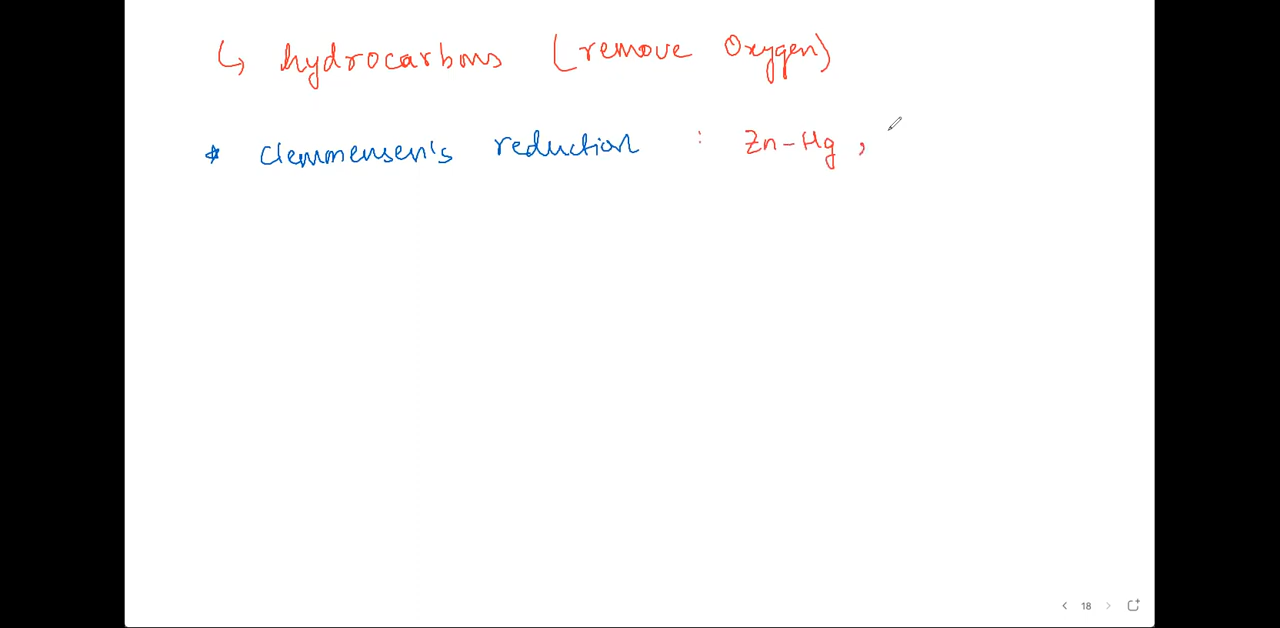 ↳ hydrocarbons (remove Oxygen)
* Clemmensen's reduction : Zn-Hg ,
18